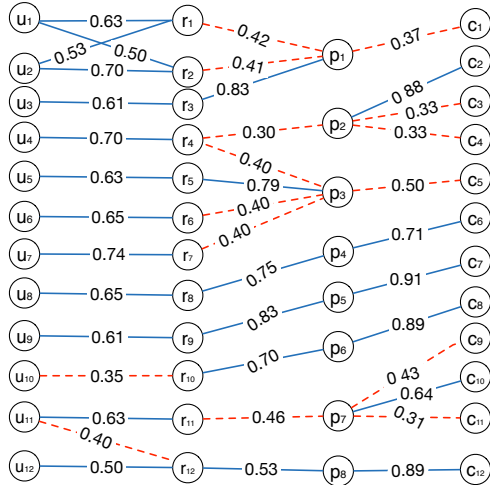 u1 0.63 r1 0.42 c1
0.37
0.53 0.50 0.41 p1 c2
u2 0.70 r2
u3 0.61 r3 0.83 0.88 c3
p2 0.33
u4 0.70 r4 0.30 0.33 c4
0.40
u5 0.63 r5 0.79 p3 0.50 c5
u6 0.65 r6 0.40
0.40 c6
u7 0.74 r7 p4 0.71
0.75 c7
u8 0.65 r8 p5 0.91
0.83 c8
u9 0.61 r9 p6 0.89
0.70 c9
u10 0.35 r10 0.43
0.64 c10
u11 0.63 r11 0.46 p7 0.31 c11
0.40
u12 0.50 r12 0.53 p8 0.89 c12